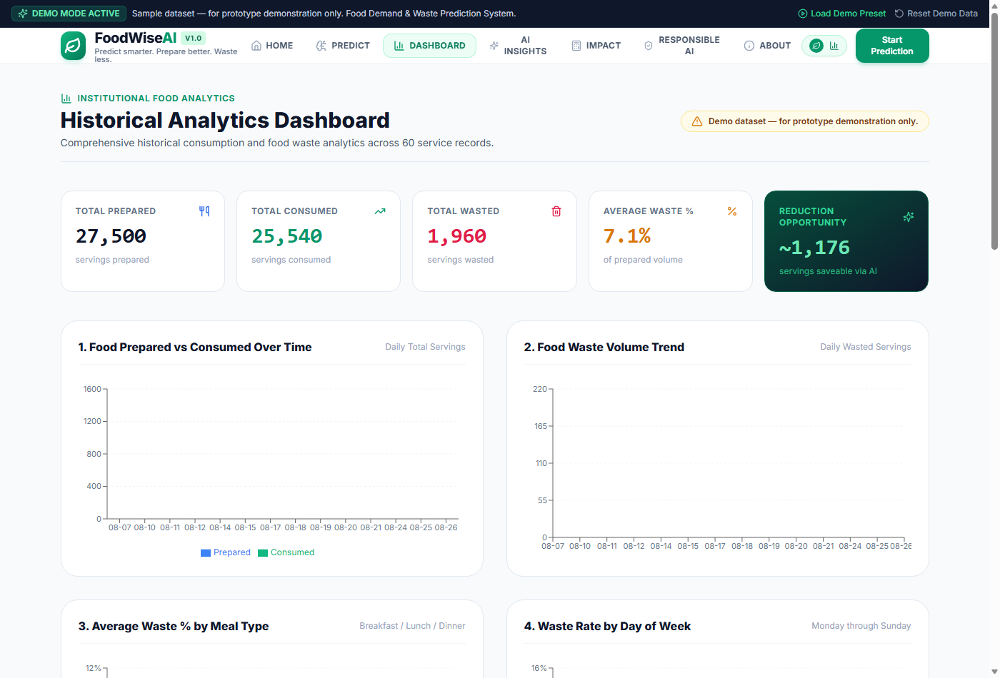 DEMO MODE ACTIVE Sample dataset — for prototype demonstration only. Food Demand & Waste Prediction System. Load Demo Preset Reset Demo Data
FoodWiseAI V1.0
Predict smarter. Prepare better. Waste less.
HOME PREDICT DASHBOARD AI INSIGHTS IMPACT RESPONSIBLE AI ABOUT Start Prediction
INSTITUTIONAL FOOD ANALYTICS
Historical Analytics Dashboard
Demo dataset — for prototype demonstration only.
Comprehensive historical consumption and food waste analytics across 60 service records.
TOTAL PREPARED
27,500
servings prepared
TOTAL CONSUMED
25,540
servings consumed
TOTAL WASTED
1,960
servings wasted
AVERAGE WASTE %
7.1%
of prepared volume
REDUCTION OPPORTUNITY
~1,176
servings saveable via AI
1. Food Prepared vs Consumed Over Time Daily Total Servings
1600
1200
800
400
0
08-07 08-10 08-11 08-12 08-14 08-15 08-17 08-18 08-19 08-20 08-21 08-24 08-25 08-26
Prepared Consumed
2. Food Waste Volume Trend Daily Wasted Servings
220
165
110
55
0
08-07 08-10 08-11 08-12 08-14 08-15 08-17 08-18 08-19 08-20 08-21 08-24 08-25 08-26
3. Average Waste % by Meal Type Breakfast / Lunch / Dinner
12%
4. Waste Rate by Day of Week Monday through Sunday
16%